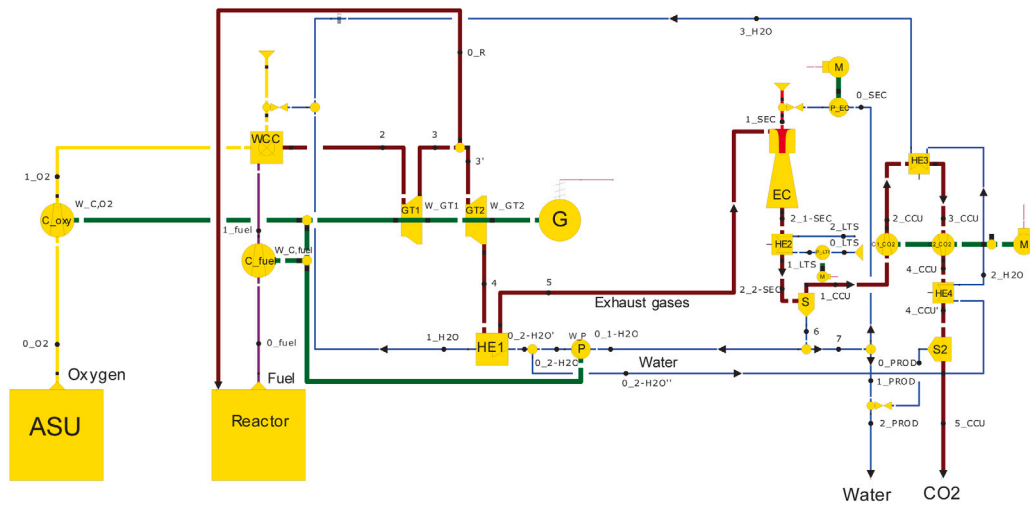 3_H2O
0_R
M
0_SEC
P_EC
1_SEC
WCC
2
3
3'
HE3
1_O2
EC
C_oxy
W_C,O2
1_fuel
W_C,fuel
C_fuel
GT1
W_GT1
GT2
W_GT2
G
2_1-SEC
2_LTS
0_LTS
HE2
1_LTS
M
2_2-SEC
S
1_CCU
2_CCU
3_CCU
2_CO2
M
4_CCU
2_H2O
HE4
4_CCU'
4
5
Exhaust gases
6
7
0_O2
Oxygen
0_fuel
Fuel
1_H2O
HE1
0_2-H2O'
W_P
P
0_1-H2O
0_2-H2O
Water
0_2-H2O''
S2
0_PROD
1_PROD
2_PROD
5_CCU
ASU
Reactor
Water
CO2